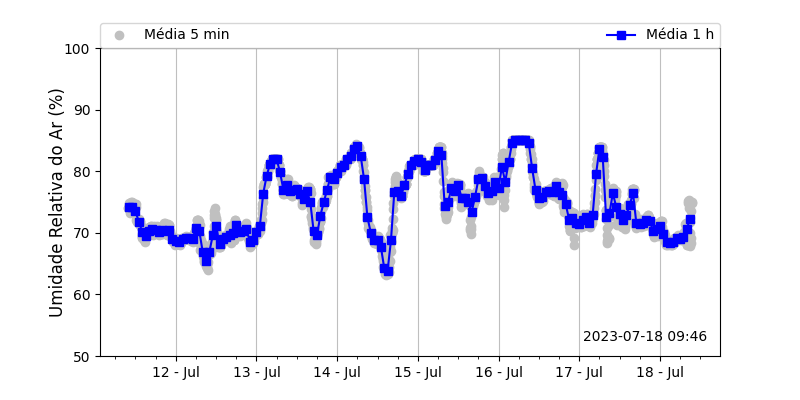 Média 5 min
Média 1 h
100
90
80
70
60
50
Umidade Relativa do Ar (%)
2023-07-18 09:46
12 - Jul
13 - Jul
14 - Jul
15 - Jul
16 - Jul
17 - Jul
18 - Jul